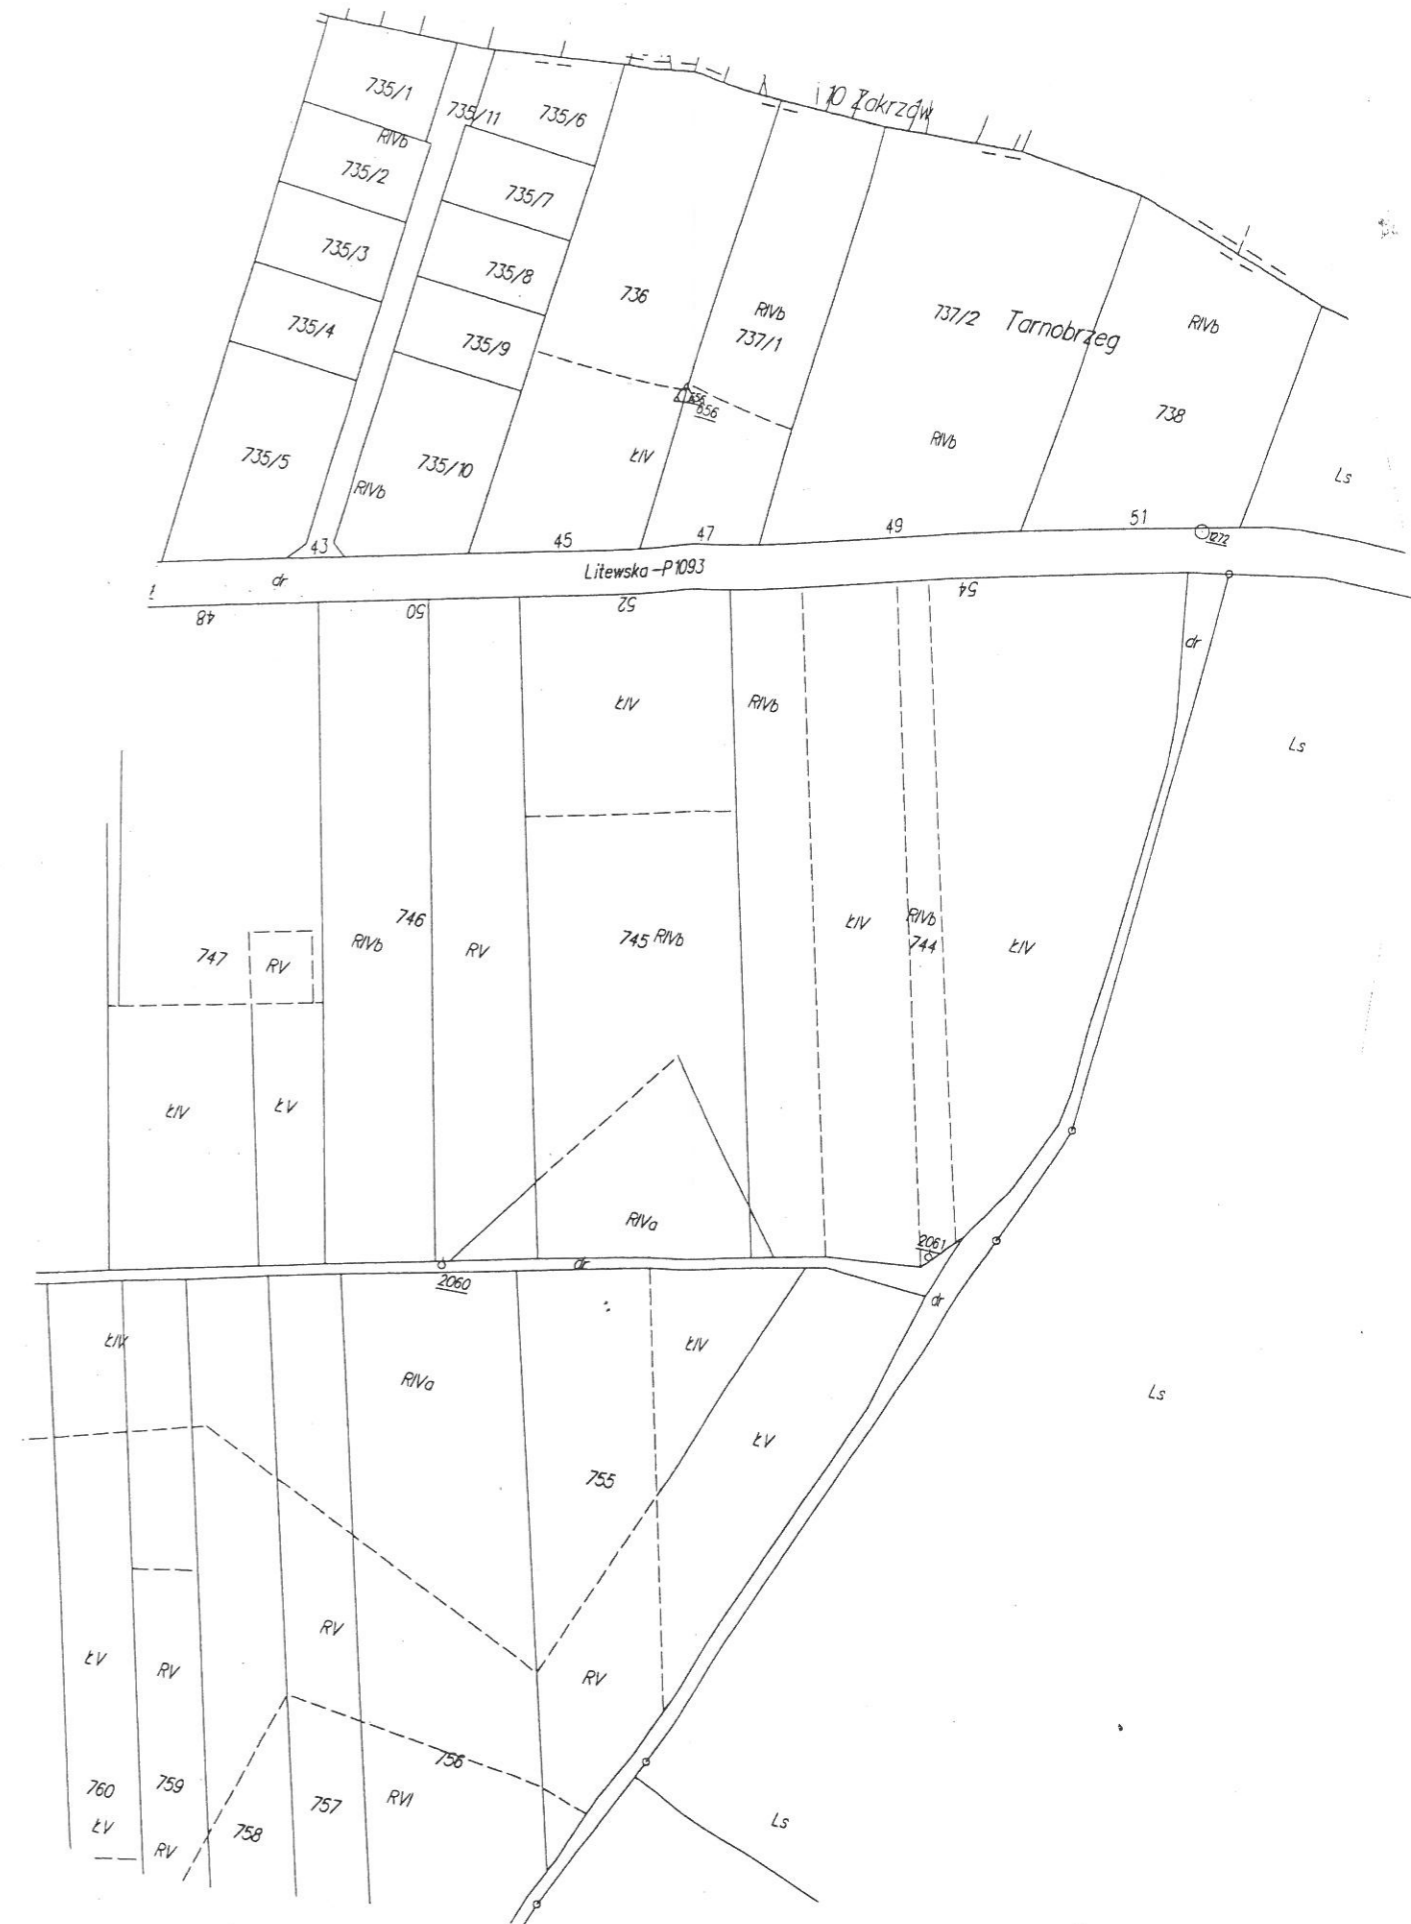 735/1
735/11
735/6
i 10 Zakrzów
RIVb
735/2
735/7
735/3
735/8
736
RIVb
737/1
737/2
Tarnobrzeg
RIVb
735/4
735/9
656
656
738
RIVb
735/5
735/10
ŁIV
RIVb
Ls
43
45
47
49
51
1272
dr
Litewska-P1093
48
50
52
54
dr
ŁIV
RIVb
Ls
747
RV
RIVb
746
RV
745
RIVb
ŁIV
RIVb
744
ŁIV
ŁIV
ŁV
RIVa
2061
dr
2060
dr
ŁIV
RIVa
ŁIV
Ls
ŁV
755
RV
ŁV
RV
RV
756
760
759
757
RVI
ŁV
758
Ls
RV